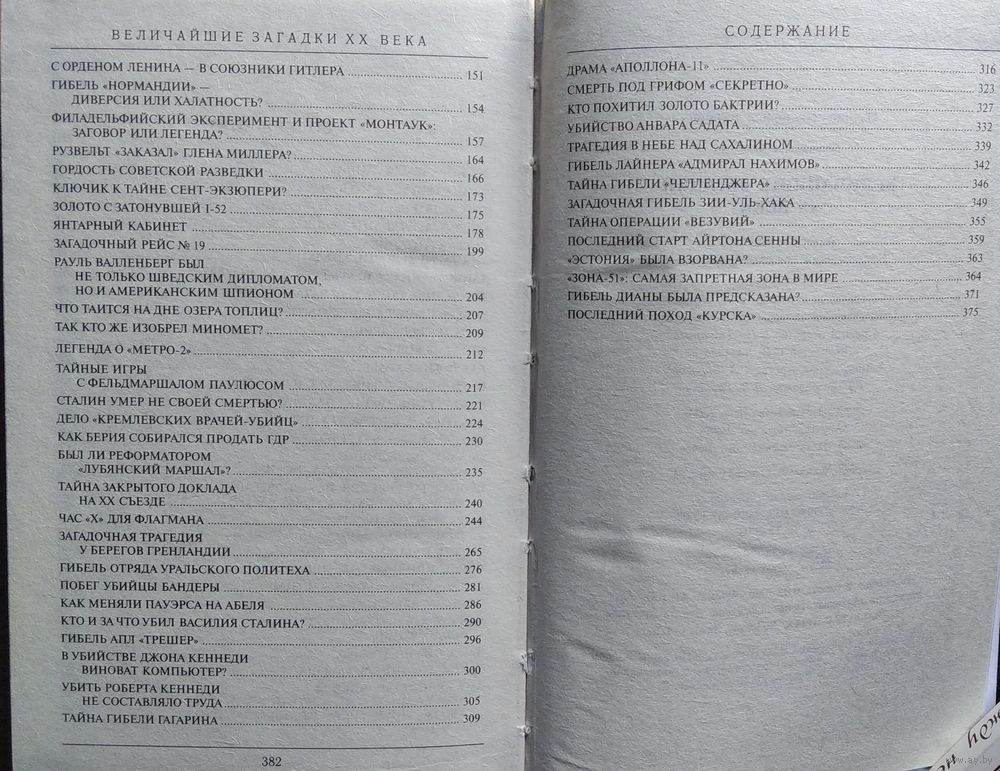 ВЕЛИЧАЙШИЕ ЗАГАДКИ XX ВЕКА
С ОРДЕНОМ ЛЕНИНА — В СОЮЗНИКИ ГИТЛЕРА 151
ГИБЕЛЬ «НОРМАНДИИ» —
ДИВЕРСИЯ ИЛИ ХАЛАТНОСТЬ? 154
ФИЛАДЕЛЬФИЙСКИЙ ЭКСПЕРИМЕНТ И ПРОЕКТ «МОНТАУК»:
ЗАГОВОР ИЛИ ЛЕГЕНДА? 157
РУЗВЕЛЬТ «ЗАКАЗАЛ» ГЛЕНА МИЛЛЕРА? 164
ГОРДОСТЬ СОВЕТСКОЙ РАЗВЕДКИ 166
КЛЮЧИК К ТАЙНЕ СЕНТ-ЭКЗЮПЕРИ? 173
ЗОЛОТО С ЗАТОНУВШЕЙ I-52 175
ЯНТАРНЫЙ КАБИНЕТ 178
ЗАГАДОЧНЫЙ РЕЙС № 19 199
РАУЛЬ ВАЛЛЕНБЕРГ БЫЛ
НЕ ТОЛЬКО ШВЕДСКИМ ДИПЛОМАТОМ,
НО И АМЕРИКАНСКИМ ШПИОНОМ 204
ЧТО ТАИТСЯ НА ДНЕ ОЗЕРА ТОПЛИЦ? 207
ТАК КТО ЖЕ ИЗОБРЕЛ МИНОМЕТ? 209
ЛЕГЕНДА О «МЕТРО-2» 212
ТАЙНЫЕ ИГРЫ
С ФЕЛЬДМАРШАЛОМ ПАУЛЮСОМ 217
СТАЛИН УМЕР НЕ СВОЕЙ СМЕРТЬЮ? 221
ДЕЛО «КРЕМЛЕВСКИХ ВРАЧЕЙ-УБИЙЦ» 224
КАК БЕРИЯ СОБИРАЛСЯ ПРОДАТЬ ГДР 230
БЫЛ ЛИ РЕФОРМАТОРОМ
«ЛУБЯНСКИЙ МАРШАЛ»? 235
ТАЙНА ЗАКРЫТОГО ДОКЛАДА
НА XX СЪЕЗДЕ 240
ЧАС «Х» ДЛЯ ФЛАГМАНА 244
ЗАГАДОЧНАЯ ТРАГЕДИЯ
У БЕРЕГОВ ГРЕНЛАНДИИ 265
ГИБЕЛЬ ОТРЯДА УРАЛЬСКОГО ПОЛИТЕХА 276
ПОБЕГ УБИЙЦЫ БАНДЕРЫ 281
КАК МЕНЯЛИ ПАУЭРСА НА АБЕЛЯ 286
КТО И ЗА ЧТО УБИЛ ВАСИЛИЯ СТАЛИНА? 290
ГИБЕЛЬ АПЛ «ТРЕШЕР» 296
В УБИЙСТВЕ ДЖОНА КЕННЕДИ
ВИНОВАТ КОМПЬЮТЕР? 300
УБИТЬ РОБЕРТА КЕННЕДИ
НЕ СОСТАВЛЯЛО ТРУДА 305
ТАЙНА ГИБЕЛИ ГАГАРИНА 309
382
СОДЕРЖАНИЕ
ДРАМА «АПОЛЛОНА-11» 316
СМЕРТЬ ПОД ГРИФОМ «СЕКРЕТНО» 323
КТО ПОХИТИЛ ЗОЛОТО БАКТРИИ? 327
УБИЙСТВО АНВАРА САДАТА 332
ТРАГЕДИЯ В НЕБЕ НАД САХАЛИНОМ 339
ГИБЕЛЬ ЛАЙНЕРА «АДМИРАЛ НАХИМОВ» 342
ТАЙНА ГИБЕЛИ «ЧЕЛЛЕНДЖЕРА» 346
ЗАГАДОЧНАЯ ГИБЕЛЬ ЗИИ-УЛЬ-ХАКА 349
ТАЙНА ОПЕРАЦИИ «ВЕЗУВИЙ» 355
ПОСЛЕДНИЙ СТАРТ АЙРТОНА СЕННЫ 359
«ЭСТОНИЯ» БЫЛА ВЗОРВАНА? 363
«ЗОНА-51»: САМАЯ ЗАПРЕТНАЯ ЗОНА В МИРЕ 364
ГИБЕЛЬ ДИАНЫ БЫЛА ПРЕДСКАЗАНА? 371
ПОСЛЕДНИЙ ПОХОД «КУРСКА» 375
www.ay.by